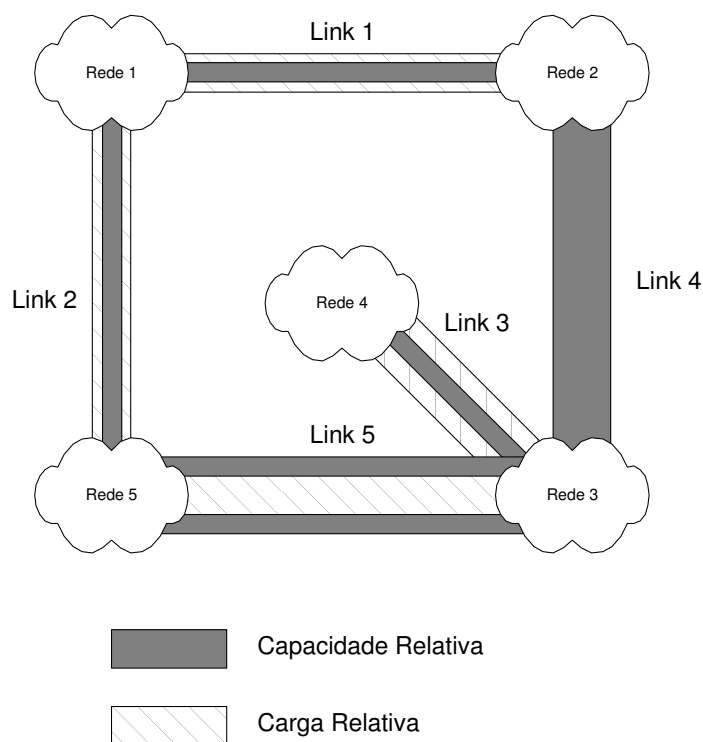 Link 1
Rede 1
Rede 2
Link 2
Rede 4
Link 3
Link 4
Link 5
Rede 5
Rede 3
Capacidade Relativa
Carga Relativa